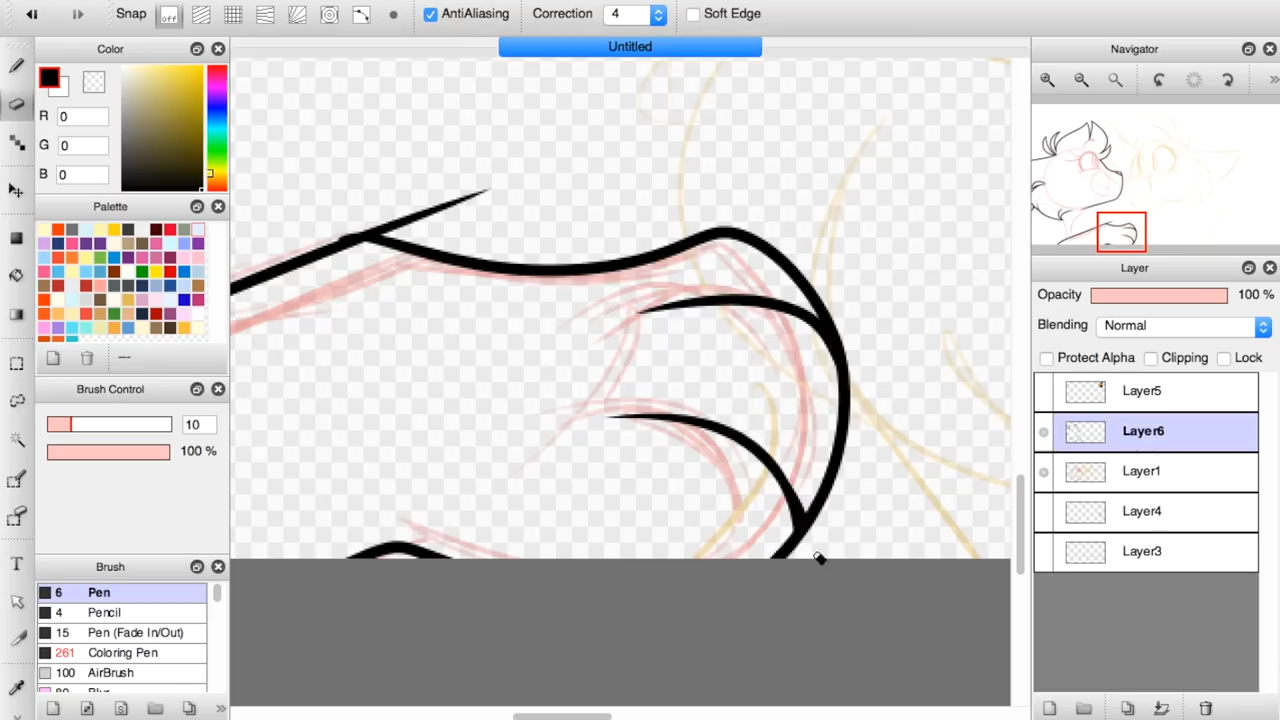 Snap
off
AntiAliasing
Correction
4
Soft Edge
Untitled
Color
R
0
G
0
B
0
Palette
---
Brush Control
10
100 %
Brush
6 Pen
4 Pencil
15 Pen (Fade In/Out)
261 Coloring Pen
100 AirBrush
Navigator
Layer
Opacity
100 %
Blending
Normal
Protect Alpha
Clipping
Lock
Layer5
Layer6
Layer1
Layer4
Layer3